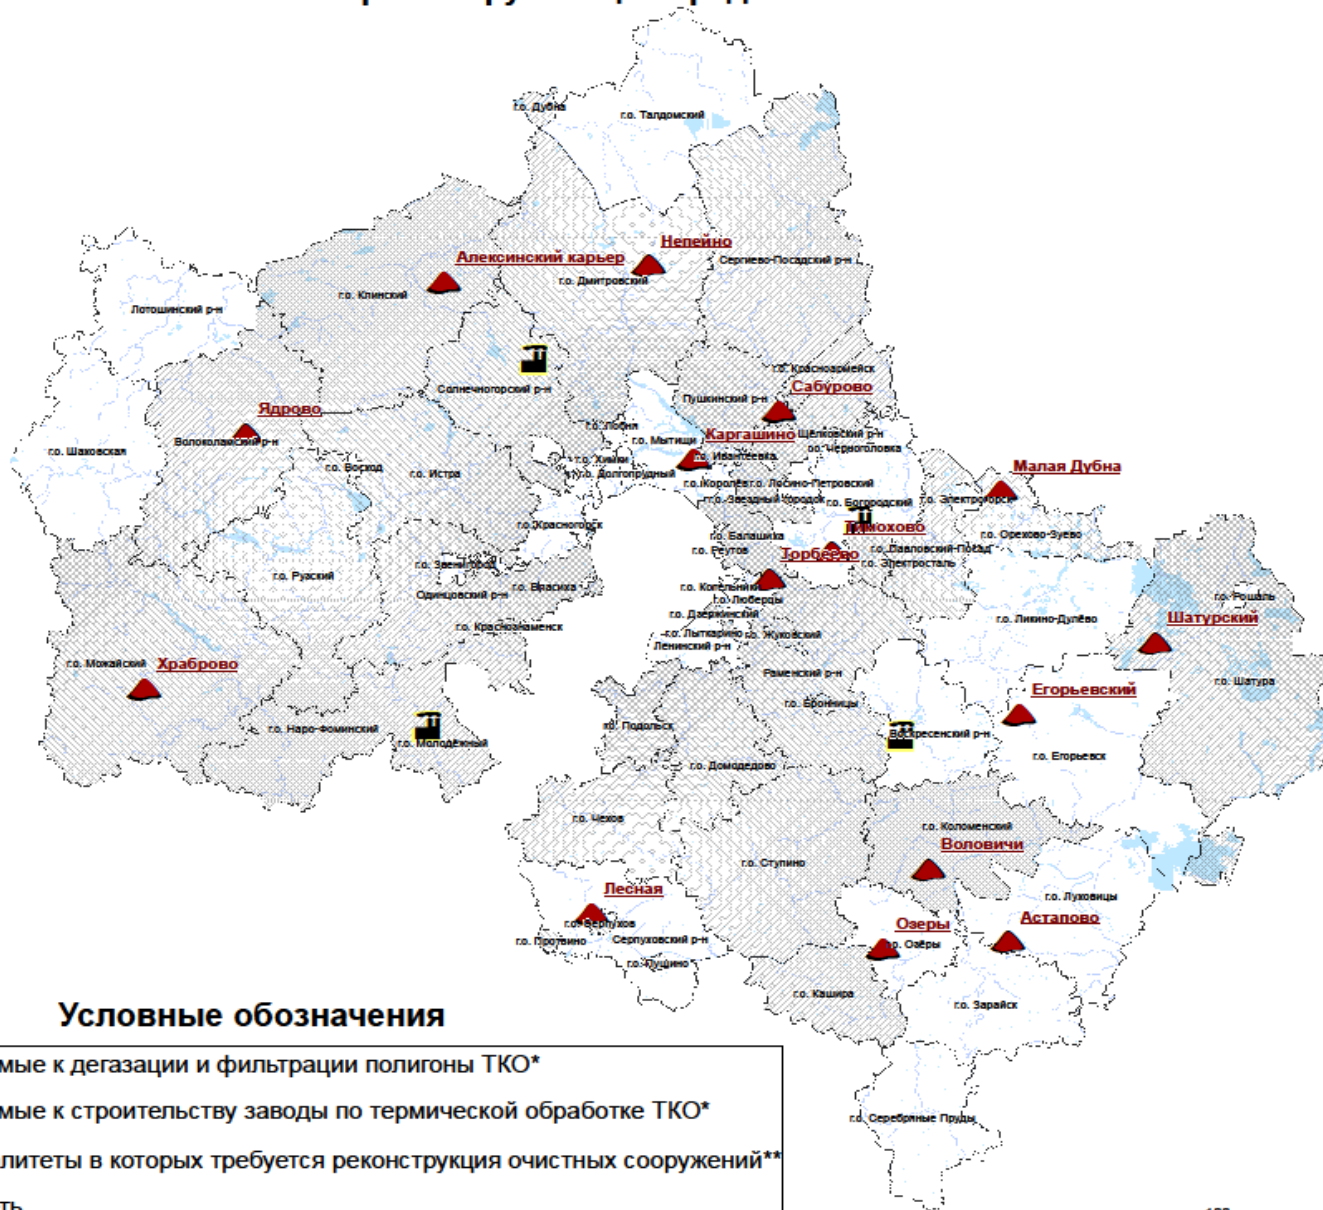 г.о. Дубна
г.о. Талдомский
Непейно
Алексинский карьер
Сергиево-Посадский р-н
г.о. Дмитровский
г.о. Клинский
Лотошинский р-н
г.о. Красноармейск
Солнечногорский р-н
Сабурово
Пушкинский р-н
Ядрово
г.о. Лобня
Каргашино
Щёлковский р-н
Волоколамский р-н
г.о. Мытищи
г.о. Черноголовка
г.о. Шаховская
г.о. Ивантеевка
г.о. Химки
г.о. Восход
г.о. Истра
г.о. Долгопрудный
Малая Дубна
г.о. Королёв
г.о. Лосино-Петровский
г.о. Звездный городок
г.о. Богородский
г.о. Электрогорск
г.о. Красногорск
Тимохово
г.о. Балашиха
г.о. Орехово-Зуево
г.о. Реутов
Торбеево
г.о. Павловский-Посад
г.о. Электросталь
г.о. Звенигород
г.о. Рузский
г.о. Власиха
г.о. Котельники
Одинцовский р-н
г.о. Люберцы
г.о. Рошаль
г.о. Дзержинский
г.о. Ликино-Дулёво
Шатурский
г.о. Краснознаменск
г.о. Лыткарино
г.о. Жуковский
Ленинский р-н
г.о. Можайский
Храброво
Раменский р-н
г.о. Шатура
Егорьевский
г.о. Бронницы
г.о. Наро-Фоминский
г.о. Подольск
Воскресенский р-н
г.о. Молодёжный
г.о. Егорьевск
г.о. Домодедово
г.о. Чехов
г.о. Коломенский
Воловичи
г.о. Ступино
Лесная
г.о. Луховицы
г.о. Серпухов
Озеры
Астапово
г.о. Протвино
Серпуховский р-н
г.о. Озёры
г.о. Пущино
г.о. Кашира
г.о. Зарайск
Условные обозначения
мые к дегазации и фильтрации полигоны ТКО*
мые к строительству заводы по термической обработке ТКО*
г.о. Серебряные Пруды
литеты в которых требуется реконструкция очистных сооружений**
ть